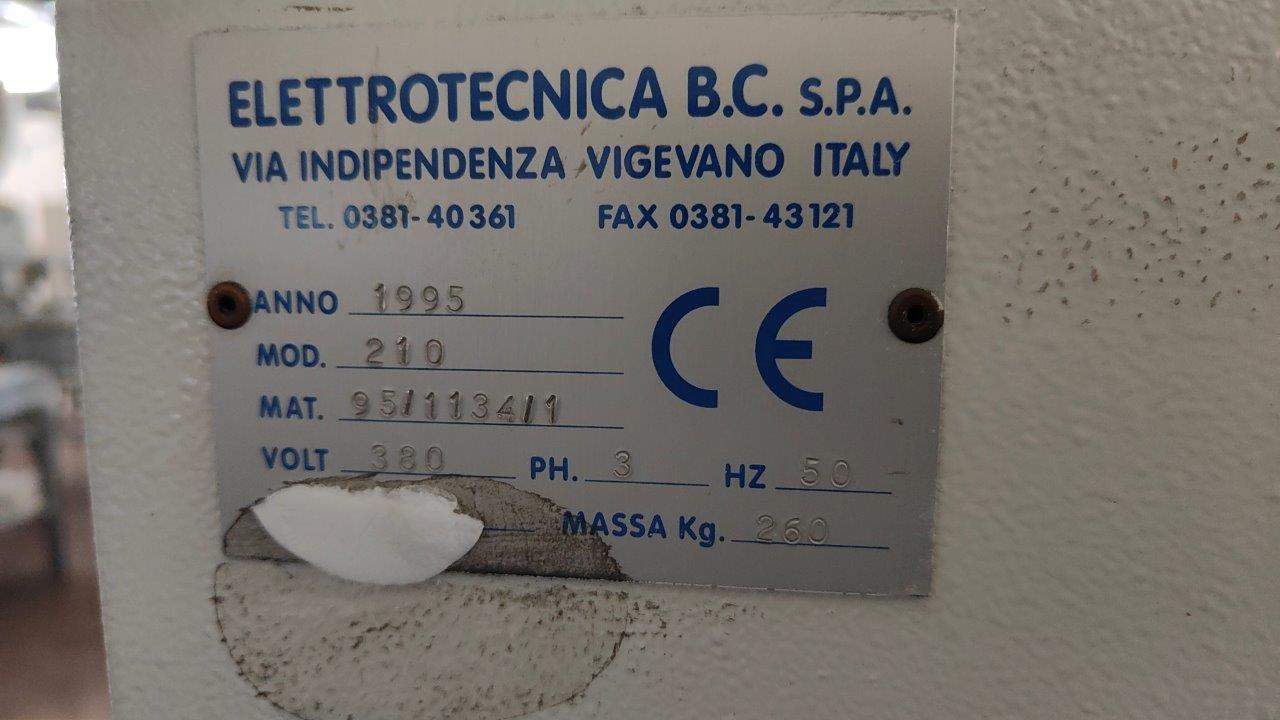 ELETTROTECNICA B.C. S.P.A.
VIA INDIPENDENZA VIGEVANO ITALY
TEL. 0381-40361 FAX 0381-43121
ANNO 1995
MOD. 210
CE
MAT. 95/1134/1
VOLT 380 PH. 3 HZ 50
MASSA Kg. 260